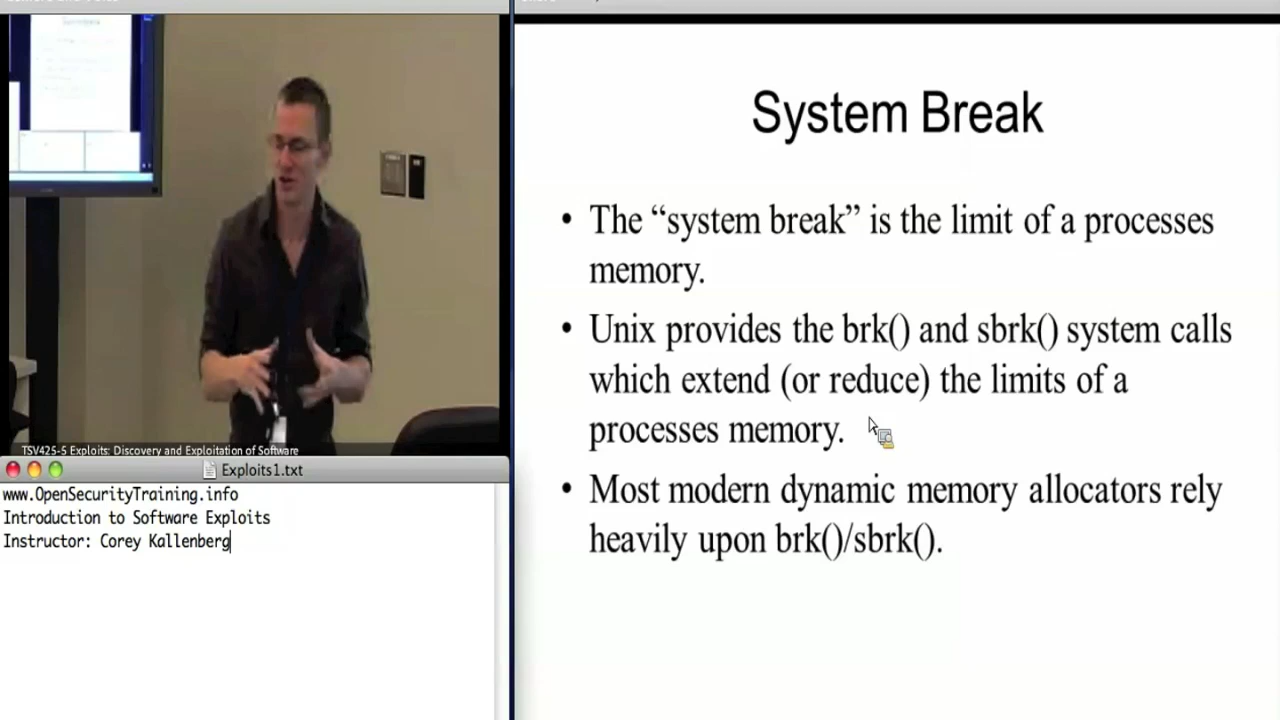 System Break
• The “system break” is the limit of a processes
memory.
• Unix provides the brk() and sbrk() system calls
which extend (or reduce) the limits of a
processes memory.
• Most modern dynamic memory allocators rely
heavily upon brk()/sbrk().
TSV425-5 Exploits: Discovery and Exploitation of Software
Exploits1.txt
www.OpenSecurityTraining.info
Introduction to Software Exploits
Instructor: Corey Kallenberg